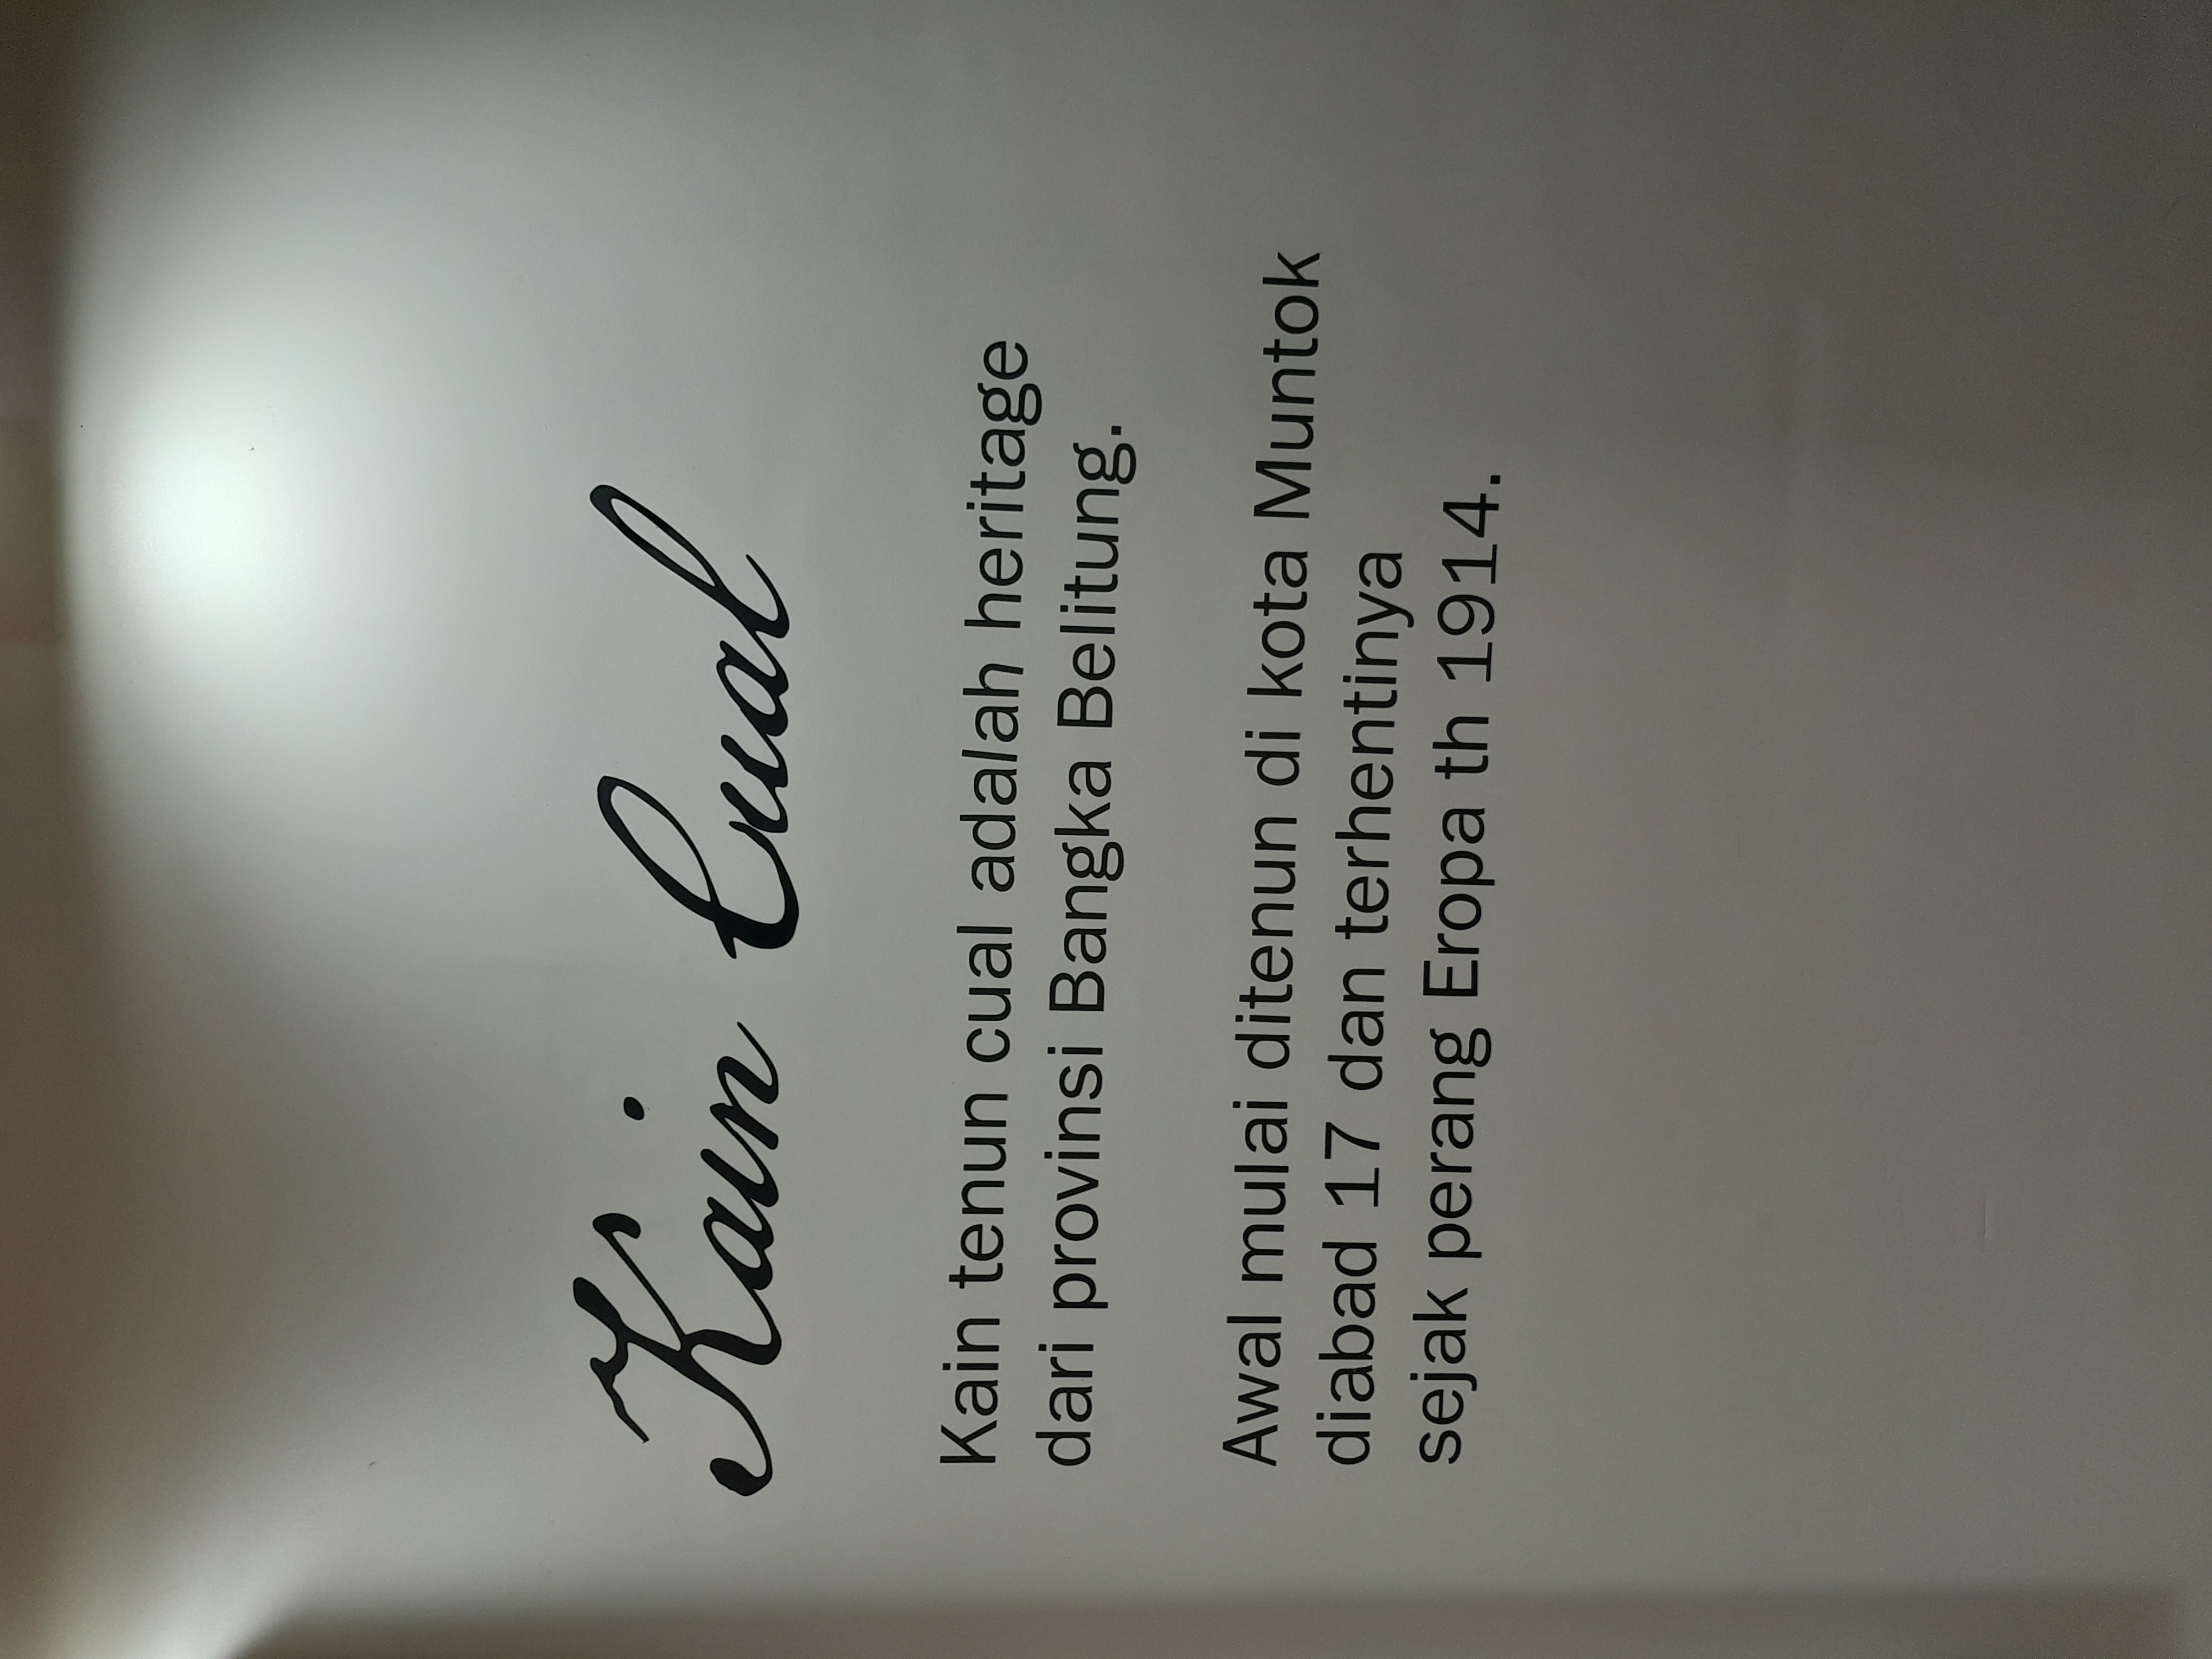 Kain Cual
Kain tenun cual adalah heritage
dari provinsi Bangka Belitung.
Awal mulai ditenun di kota Muntok
diabad 17 dan terhentinya
sejak perang Eropa th 1914.